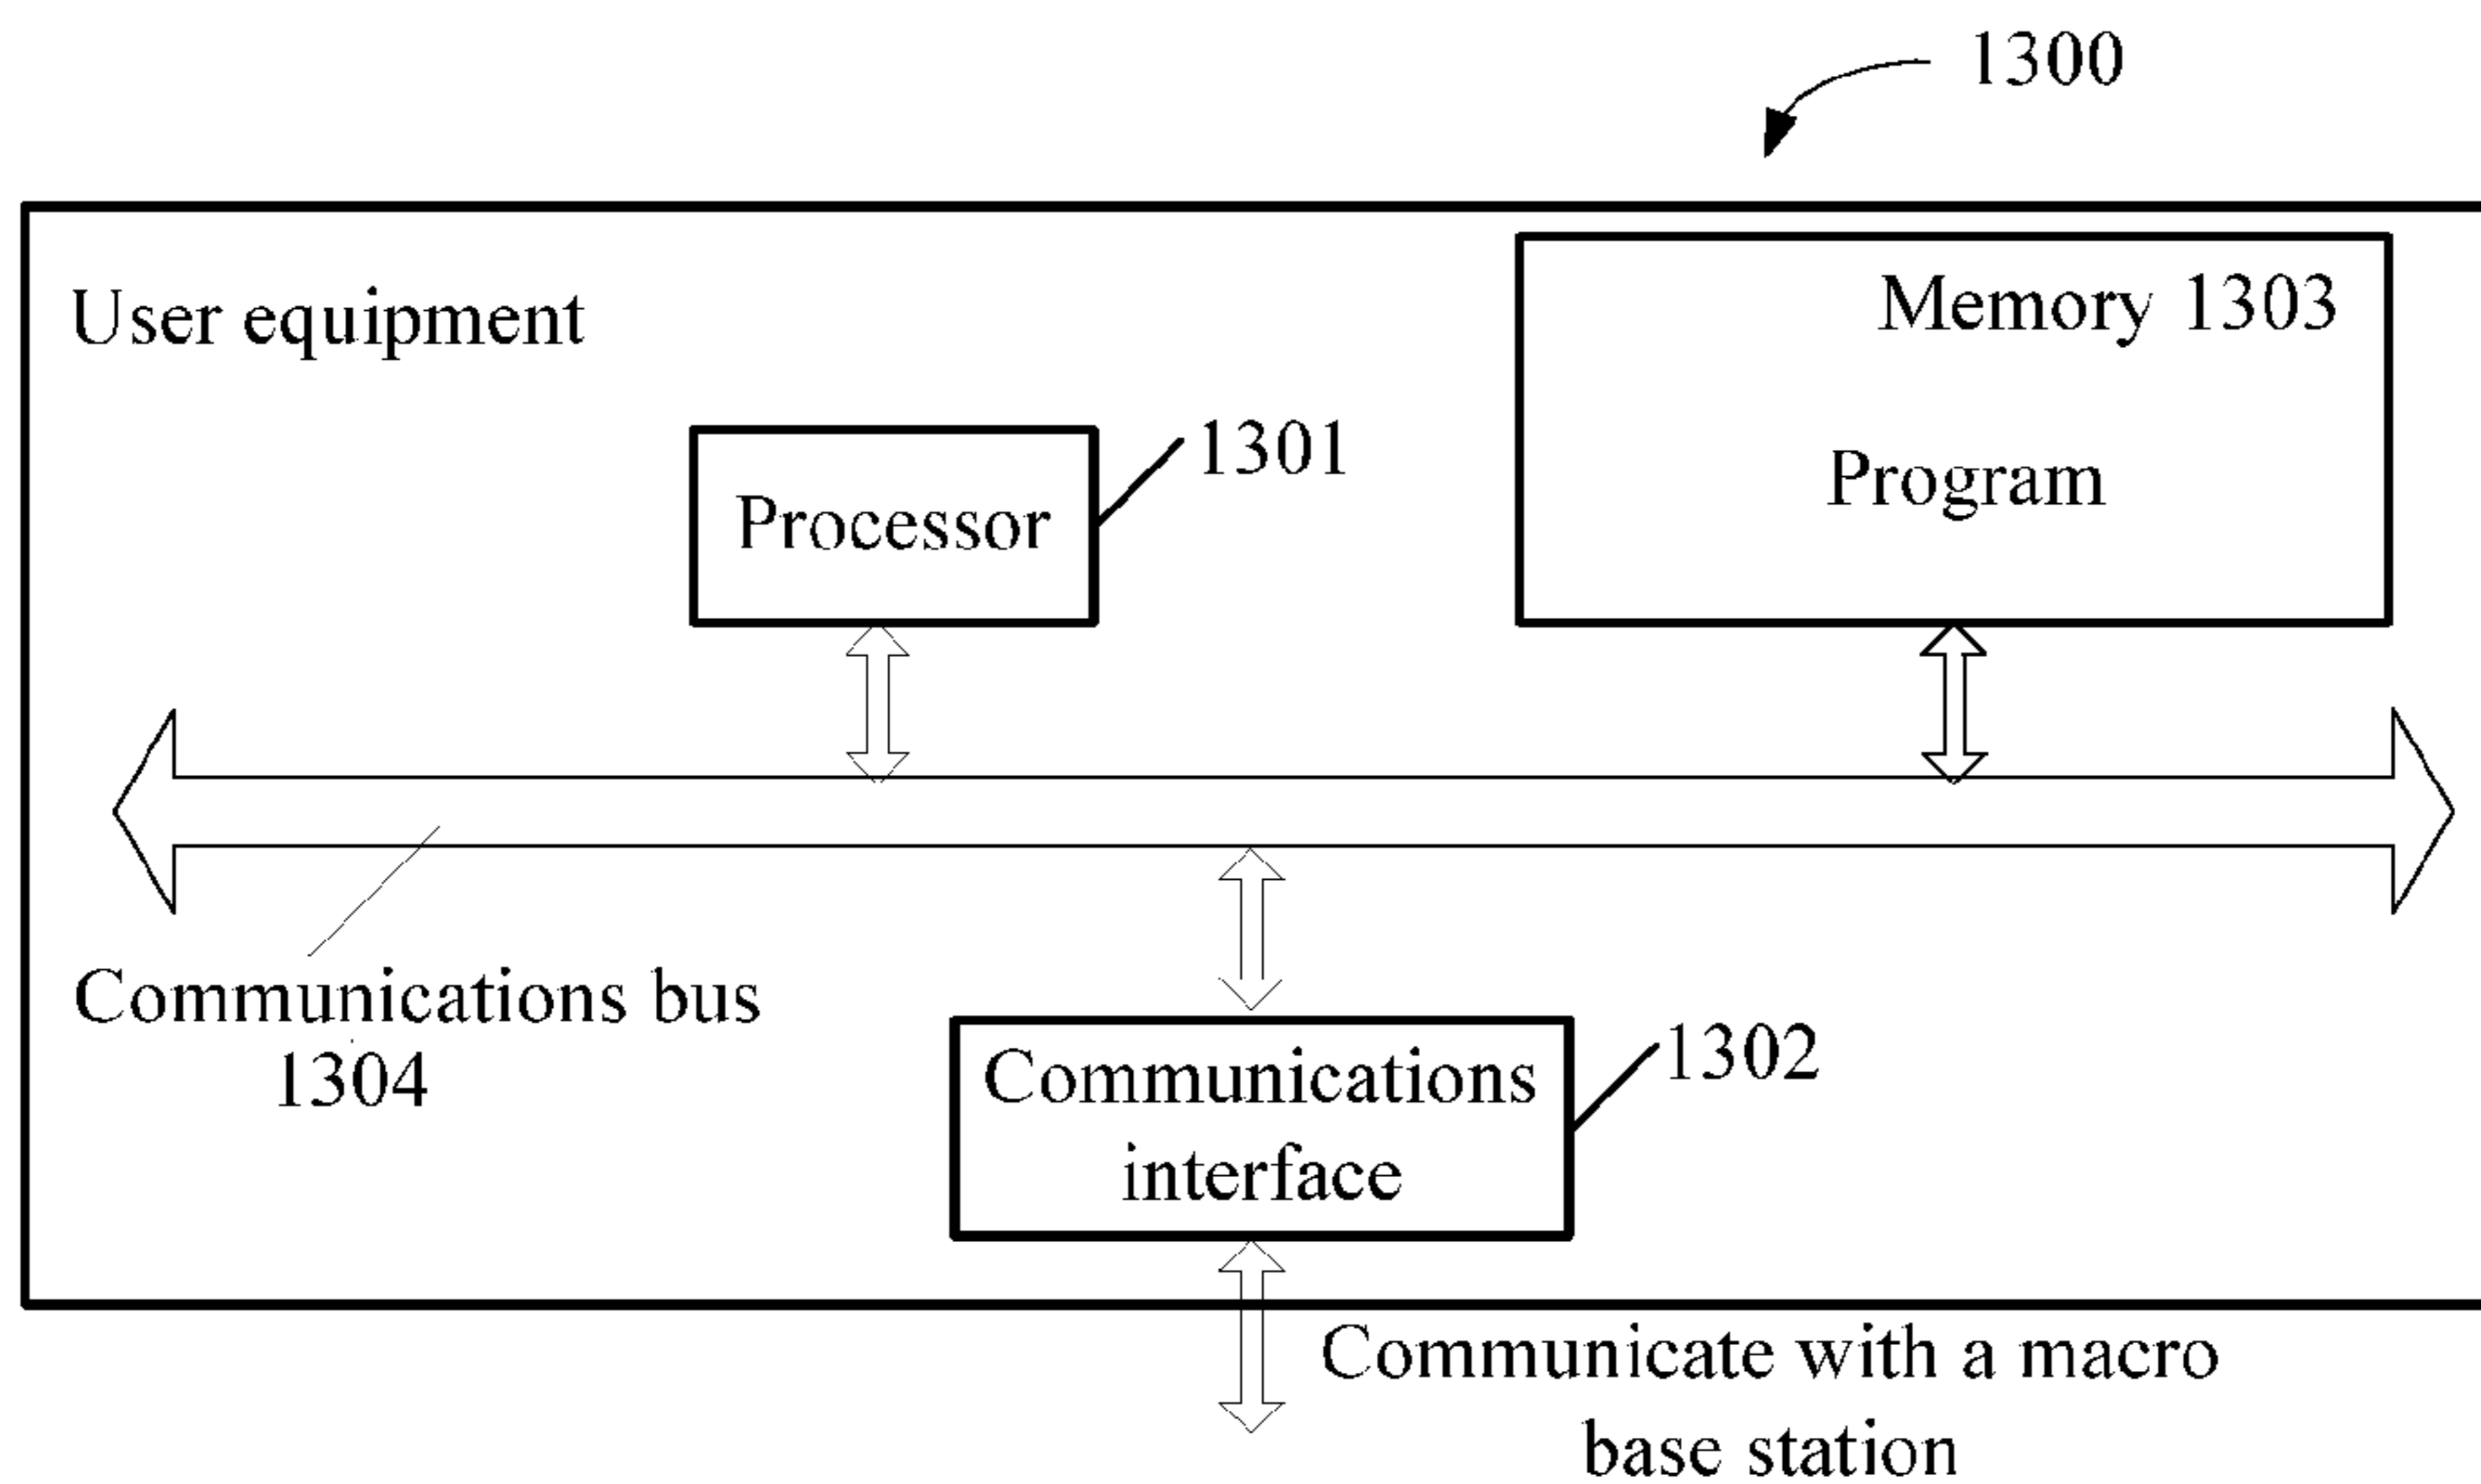 1300
User equipment
Memory 1303
Program
1301
Processor
Communications bus
1304
1302
Communications
interface
Communicate with a macro
base station